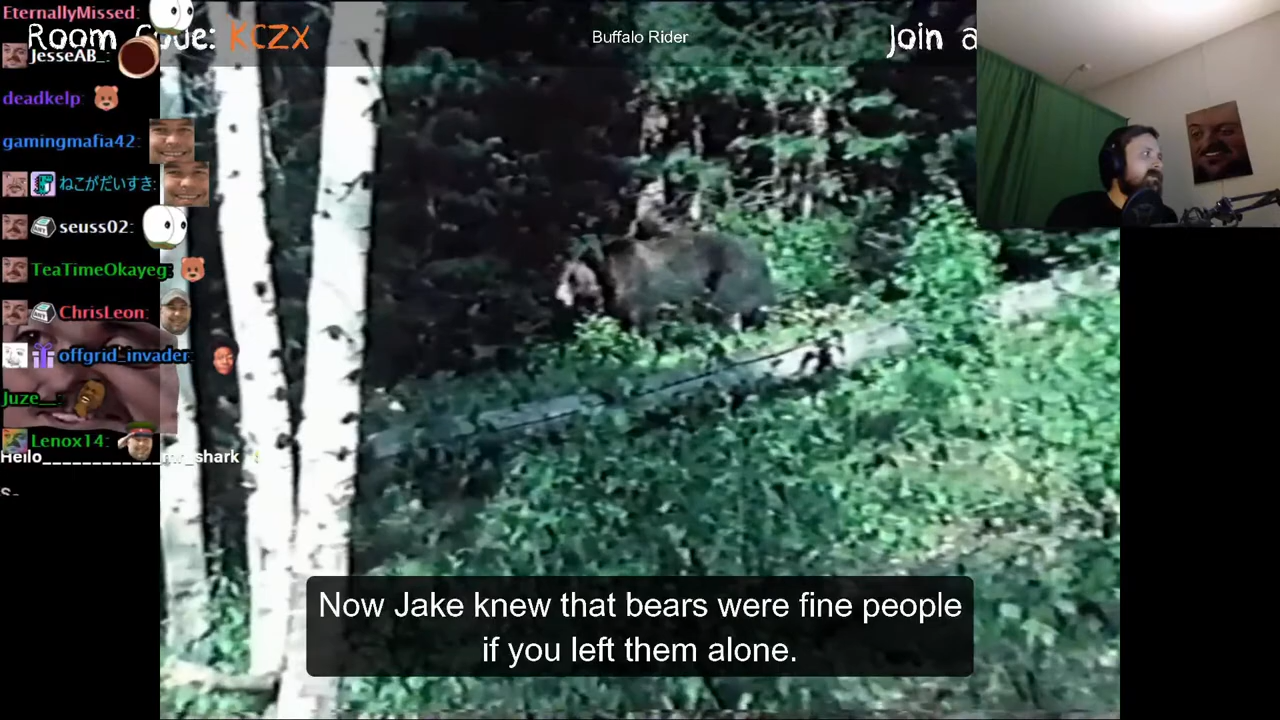 EternallyMissed:
Room Code: KCZX
Buffalo Rider
Join a
JesseAB_:
deadkelp:
gamingmafia42:
ねこがだいすき:
seuss02:
TeaTimeOkayeg:
ChrisLeon:
offgrid_invader:
Juze__:
Lenox14:
shark
Now Jake knew that bears were fine people
if you left them alone.